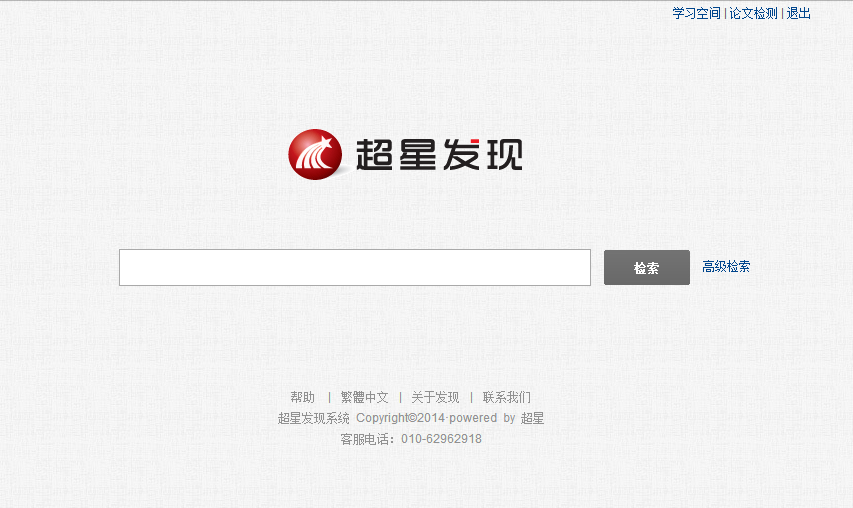 学习空间 | 论文检测 | 退出
超星发现
检索 高级检索
帮助 | 繁體中文 | 关于发现 | 联系我们
超星发现系统 Copyright©2014·powered by 超星
客服电话：010-62962918